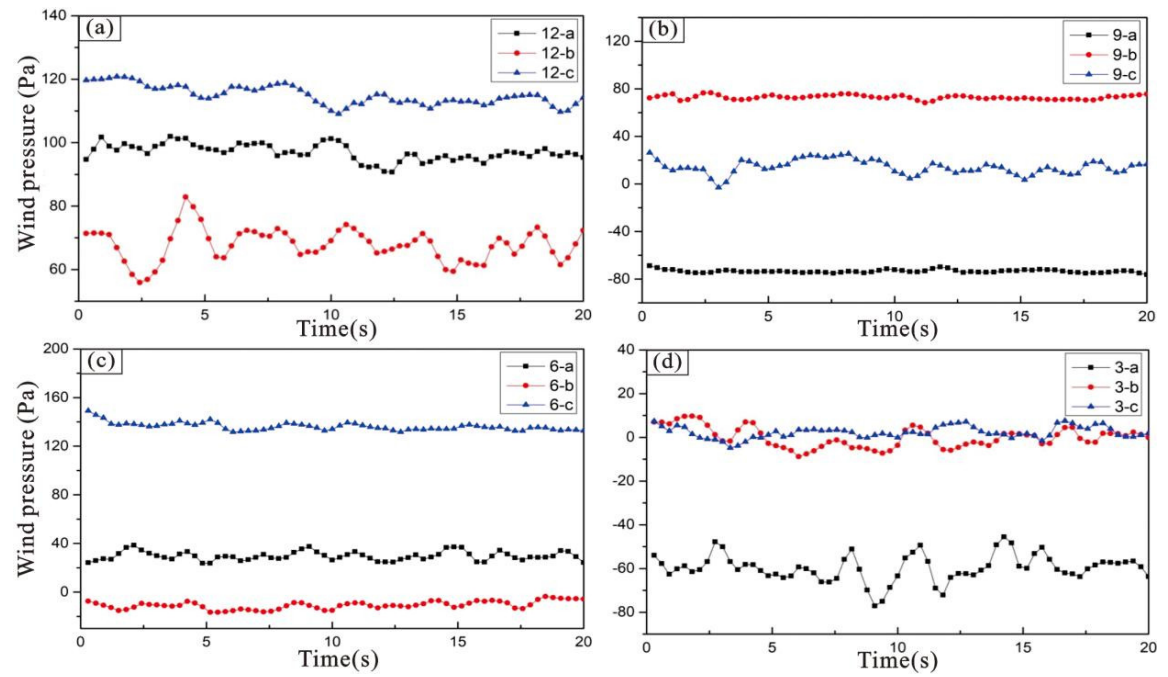 (a)
12-a
12-b
12-c
Wind pressure (Pa)
140
120
100
80
60
0
5
10
15
20
Time(s)
(b)
9-a
9-b
9-c
120
80
40
0
-40
-80
0
5
10
15
20
Time(s)
(c)
6-a
6-b
6-c
Wind pressure (Pa)
200
160
120
80
40
0
0
5
10
15
20
Time(s)
(d)
3-a
3-b
3-c
40
20
0
-20
-40
-60
-80
0
5
10
15
20
Time(s)